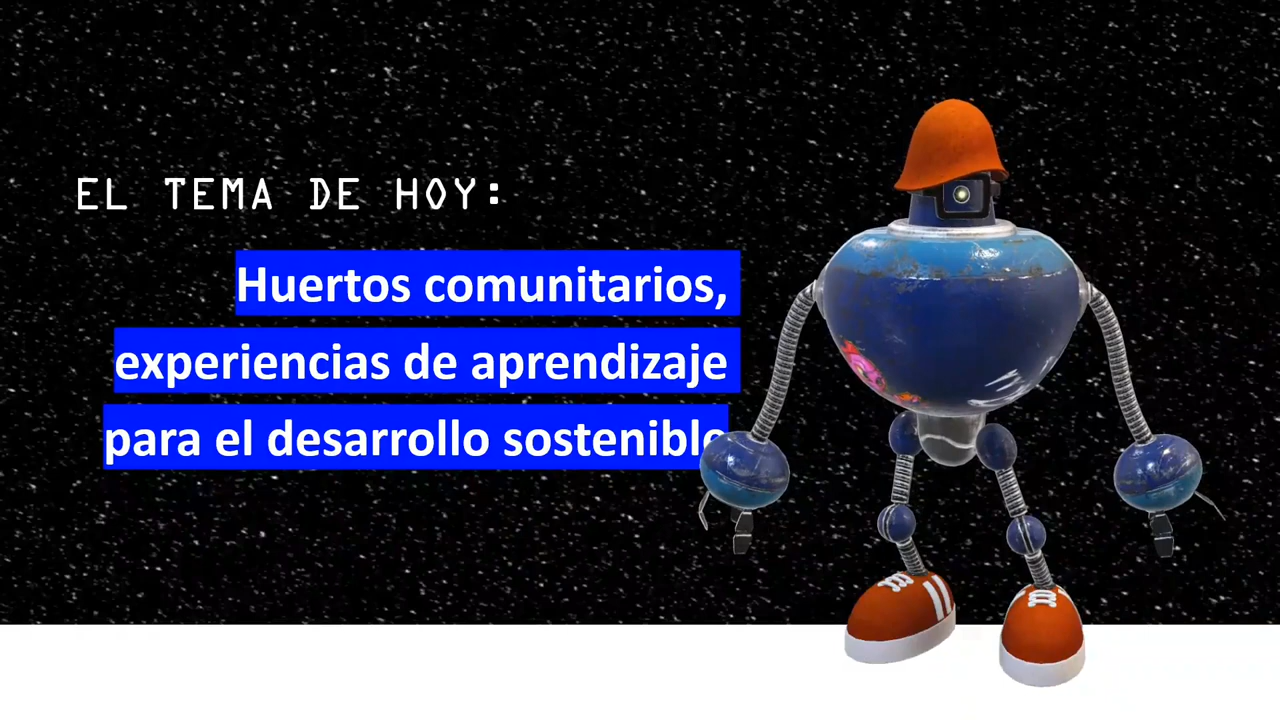 EL TEMA DE HOY:
Huertos comunitarios,
experiencias de aprendizaje
para el desarrollo sostenible